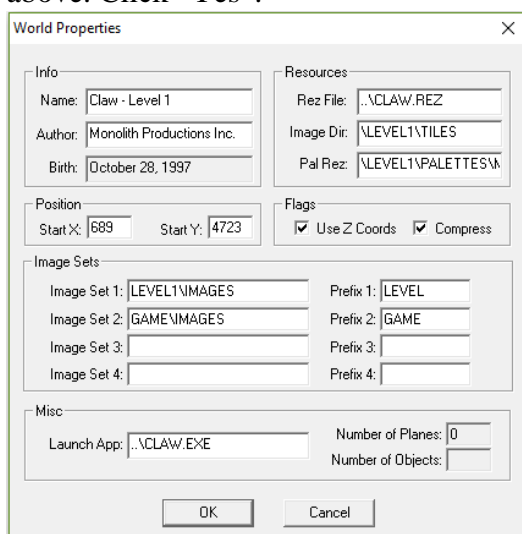 World Properties
Info
Name: Claw - Level 1
Author: Monolith Productions Inc.
Birth: October 28, 1997
Resources
Rez File: ..\CLAW.REZ
Image Dir: \LEVEL1\TILES
Pal Rez: \LEVEL1\PALETTES\
Position
Start X: 689 Start Y: 4723
Flags
Use Z Coords Compress
Image Sets
Image Set 1: LEVEL1\IMAGES Prefix 1: LEVEL
Image Set 2: GAME\IMAGES Prefix 2: GAME
Image Set 3: Prefix 3:
Image Set 4: Prefix 4:
Misc
Launch App: ..\CLAW.EXE
Number of Planes: 0
Number of Objects:
OK Cancel